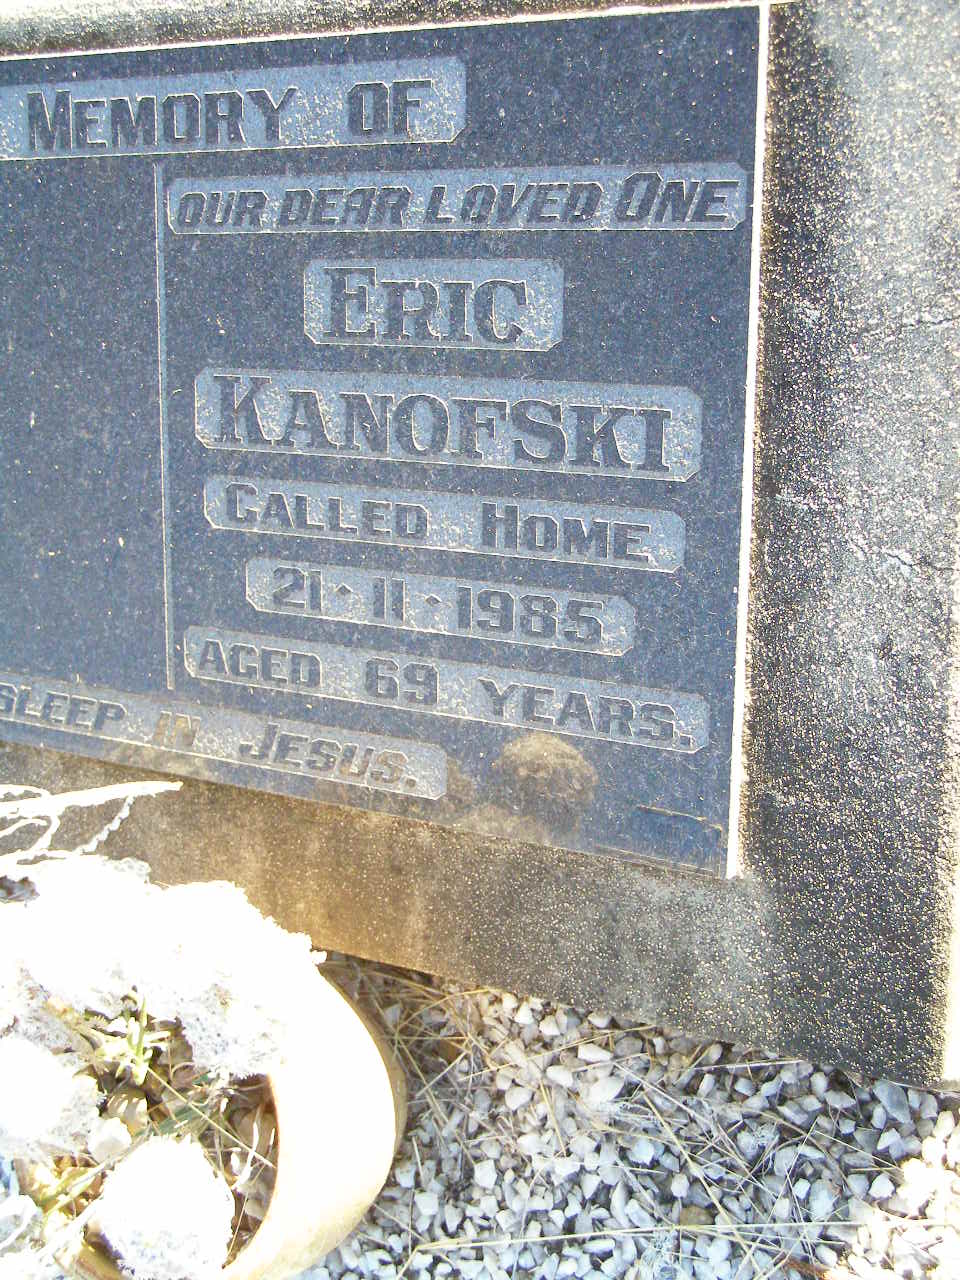 MEMORY OF
OUR DEAR LOVED ONE
ERIC
KANOFSKI
CALLED HOME
21·11·1985
AGED 69 YEARS.
SLEEP IN JESUS.